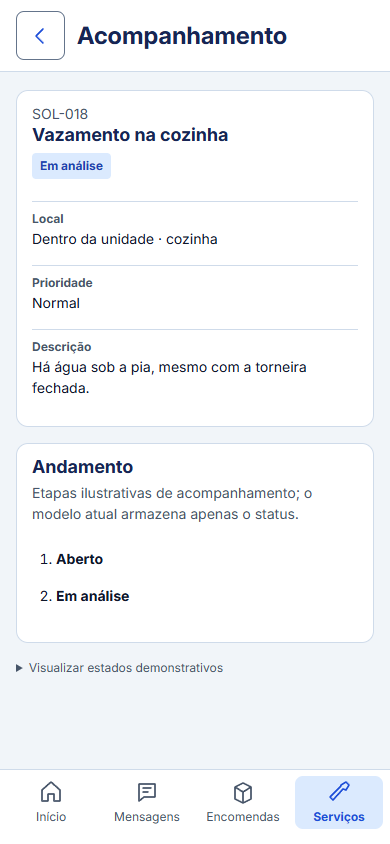 Acompanhamento
SOL-018
Vazamento na cozinha
Em análise
Local
Dentro da unidade · cozinha
Prioridade
Normal
Descrição
Há água sob a pia, mesmo com a torneira
fechada.
Andamento
Etapas ilustrativas de acompanhamento; o
modelo atual armazena apenas o status.
1. Aberto
2. Em análise
Visualizar estados demonstrativos
Início
Mensagens
Encomendas
Serviços